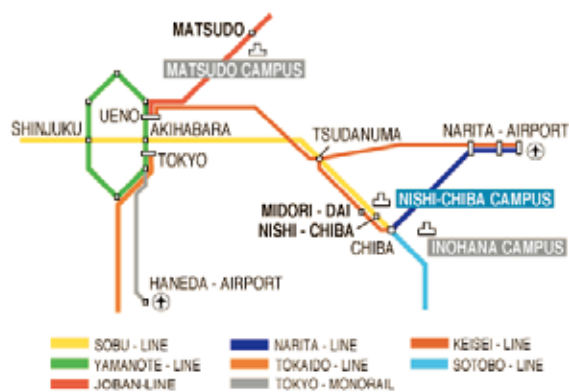 MATSUDO
MATSUDO CAMPUS
UENO
SHINJUKU
AKIHABARA
TSUDANUMA
NARITA - AIRPORT
TOKYO
MIDORI - DAI
NISHI-CHIBA CAMPUS
NISHI - CHIBA
CHIBA
INOHANA CAMPUS
HANEDA - AIRPORT
SOBU - LINE
NARITA - LINE
KEISEI - LINE
YAMANOTE - LINE
TOKAIDO - LINE
SOTOBO - LINE
JOBAN-LINE
TOKYO - MONORAIL